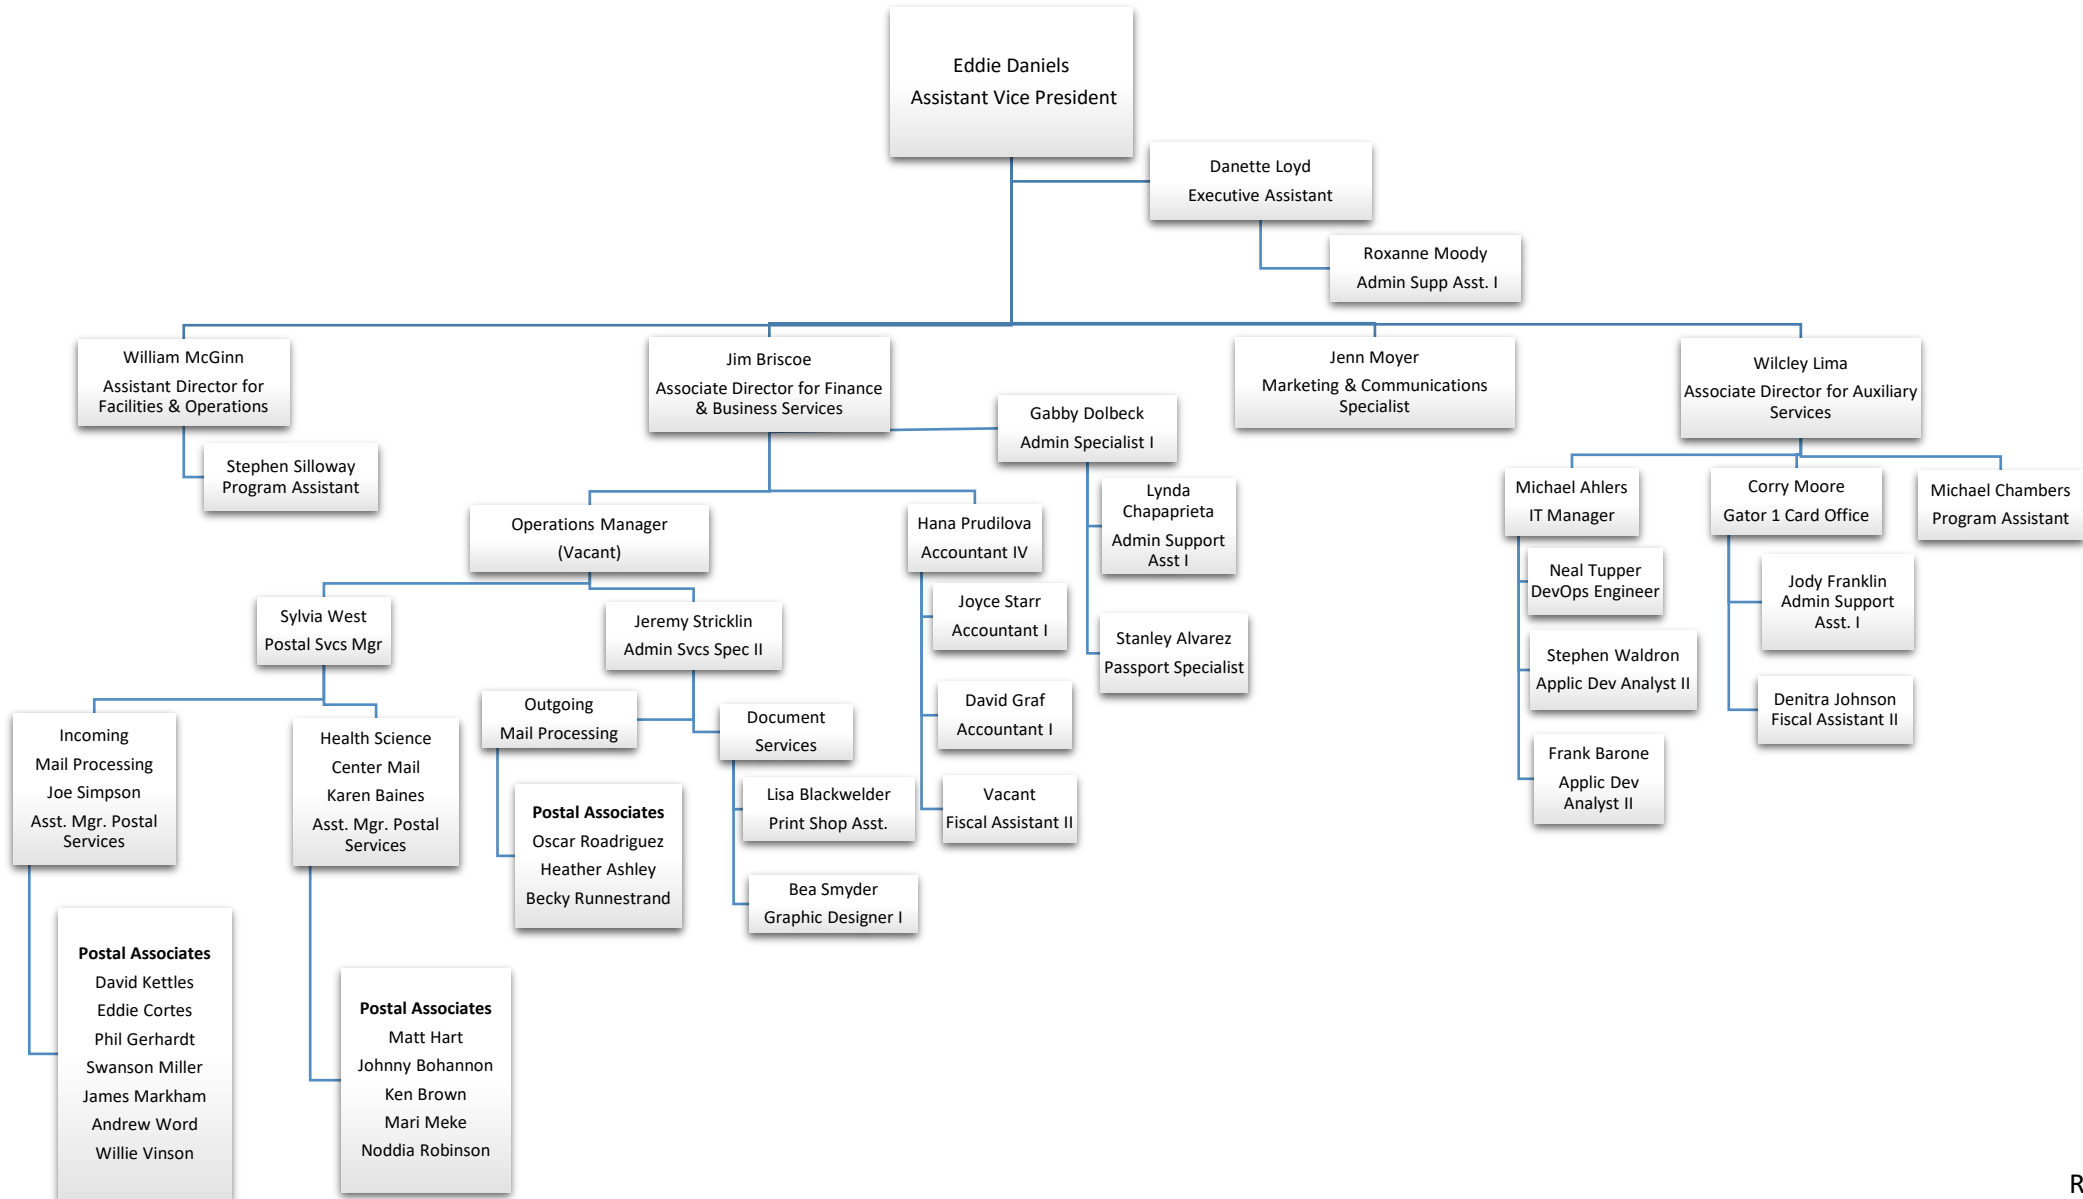 Eddie Daniels
Assistant Vice President
Danette Loyd
Executive Assistant
Roxanne Moody
Admin Supp Asst. I
William McGinn
Assistant Director for
Facilities & Operations
Stephen Silloway
Program Assistant
Jim Briscoe
Associate Director for Finance
& Business Services
Gabby Dolbeck
Admin Specialist I
Lynda
Chapaprieta
Admin Support
Asst I
Stanley Alvarez
Passport Specialist
Operations Manager
(Vacant)
Hana Prudilova
Accountant IV
Joyce Starr
Accountant I
David Graf
Accountant I
Vacant
Fiscal Assistant II
Sylvia West
Postal Svcs Mgr
Jeremy Stricklin
Admin Svcs Spec II
Incoming
Mail Processing
Joe Simpson
Asst. Mgr. Postal
Services
Health Science
Center Mail
Karen Baines
Asst. Mgr. Postal
Services
Outgoing
Mail Processing
Document
Services
Postal Associates
Oscar Roadriguez
Heather Ashley
Becky Runnestrand
Lisa Blackwelder
Print Shop Asst.
Bea Smyder
Graphic Designer I
Postal Associates
David Kettles
Eddie Cortes
Phil Gerhardt
Swanson Miller
James Markham
Andrew Word
Willie Vinson
Postal Associates
Matt Hart
Johnny Bohannon
Ken Brown
Mari Meke
Noddia Robinson
Jenn Moyer
Marketing & Communications
Specialist
Wilcley Lima
Associate Director for Auxiliary
Services
Michael Ahlers
IT Manager
Neal Tupper
DevOps Engineer
Stephen Waldron
Applic Dev Analyst II
Frank Barone
Applic Dev
Analyst II
Corry Moore
Gator 1 Card Office
Jody Franklin
Admin Support
Asst. I
Denitra Johnson
Fiscal Assistant II
Michael Chambers
Program Assistant
R